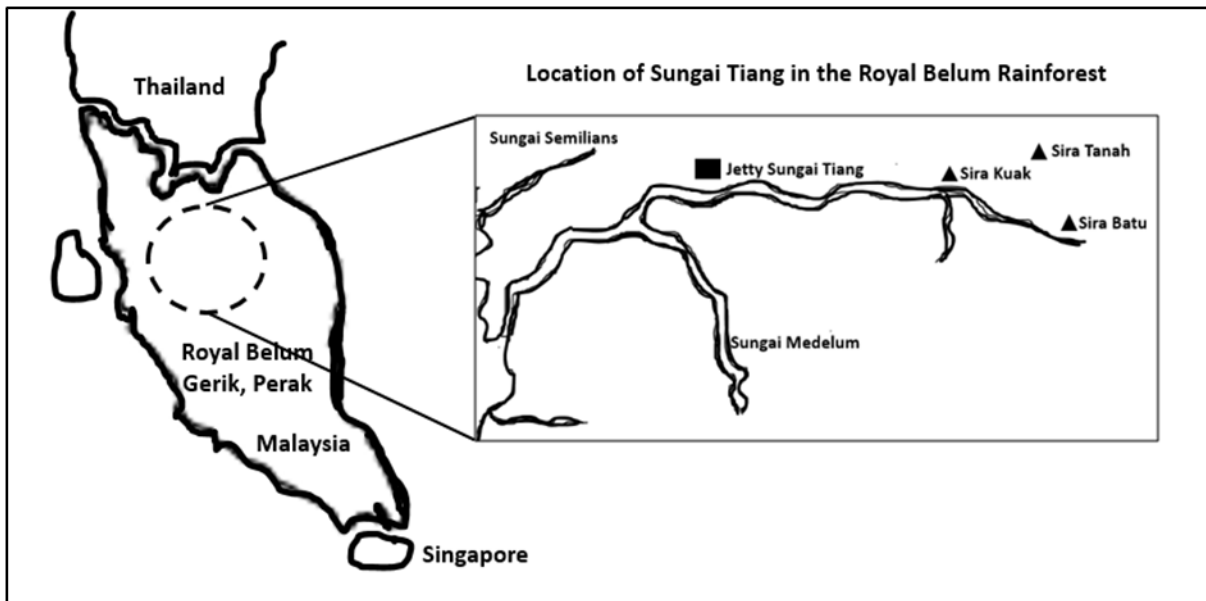 Thailand
Location of Sungai Tiang in the Royal Belum Rainforest
Sungai Semilians
Jetty Sungai Tiang
Sira Tanah
Sira Kuak
Sira Batu
Sungai Medelum
Royal Belum
Gerik, Perak
Malaysia
Singapore